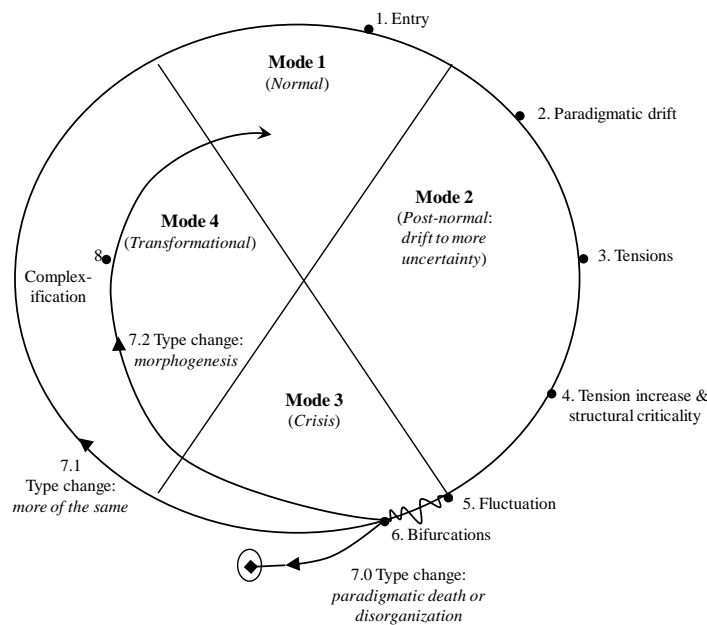 1. Entry
Mode 1
(Normal)
2. Paradigmatic drift
Mode 2
(Post-normal:
drift to more
uncertainty)
Mode 4
(Transformational)
3. Tensions
8
Complex-
ification
7.2 Type change:
morphogenesis
Mode 3
(Crisis)
4. Tension increase &
structural criticality
7.1
Type change:
more of the same
5. Fluctuation
6. Bifurcations
7.0 Type change:
paradigmatic death or
disorganization